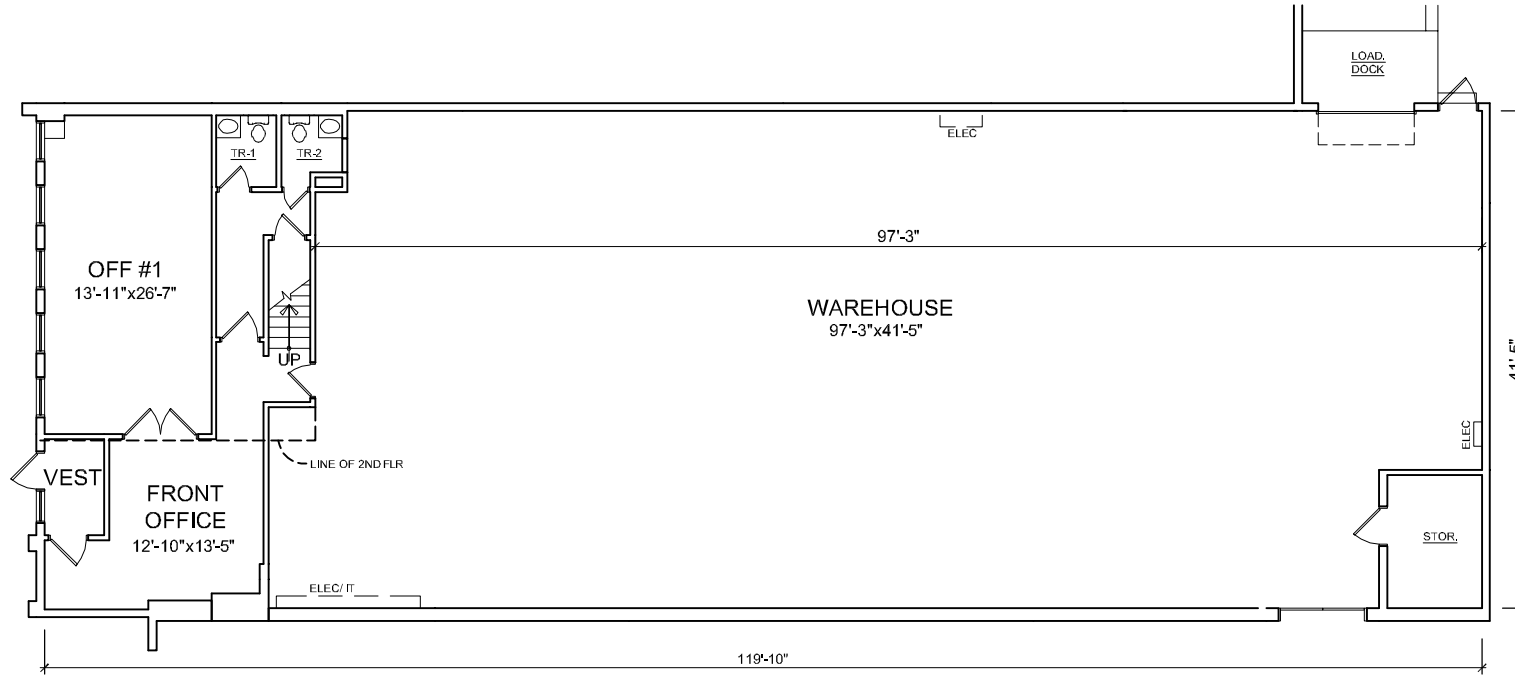 LOAD.
DOCK
ELEC
TR-1
TR-2
97'-3"
OFF #1
13'-11"x26'-7"
WAREHOUSE
97'-3"x41'-5"
UP
41'-5"
ELEC
LINE OF 2ND FLR
VEST
FRONT
OFFICE
12'-10"x13'-5"
STOR.
ELEC/IT
119'-10"